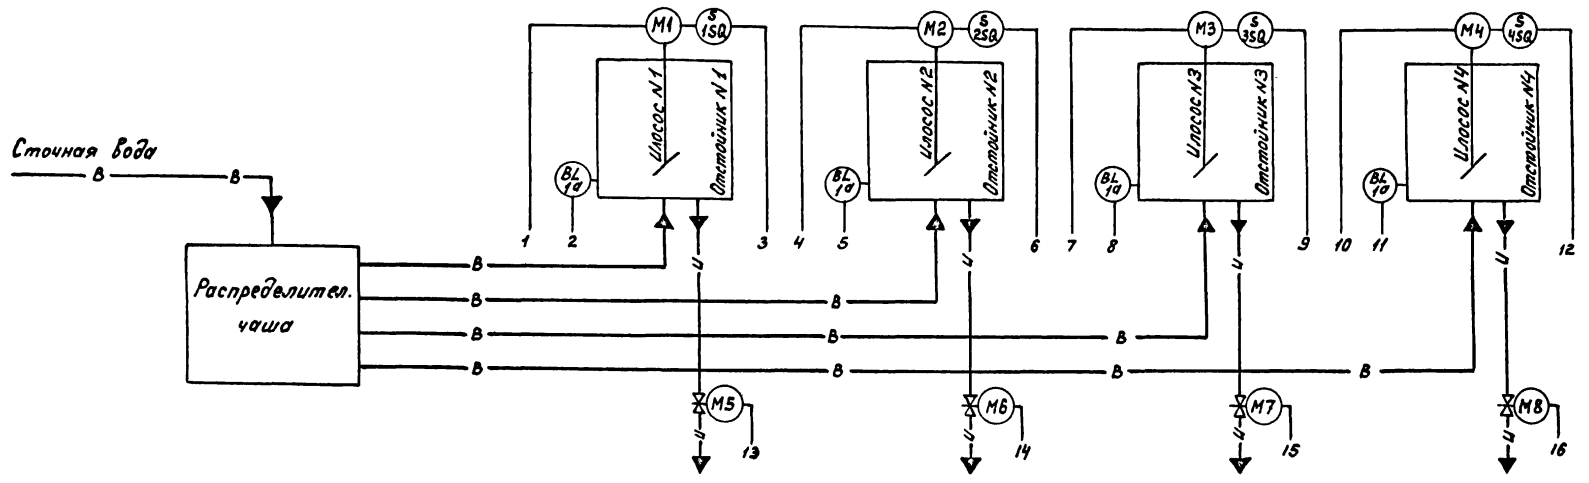 M1 S 1SQ
M2 S 2SQ
M3 S 3SQ
M4 S 4SQ
Илосос N1
Отстойник N1
Илосос N2
Отстойник N2
Илосос N3
Отстойник N3
Илосос N4
Отстойник N4
Сточная вода
В В
BL 1а
BL 1а
BL 1а
BL 1а
1 2 3 4 5 6 7 8 9 10 11 12
Распределител.
чаша
В
В В
В В
В В В В
И И И И
M5 M6 M7 M8
И И И И
13 14 15 16